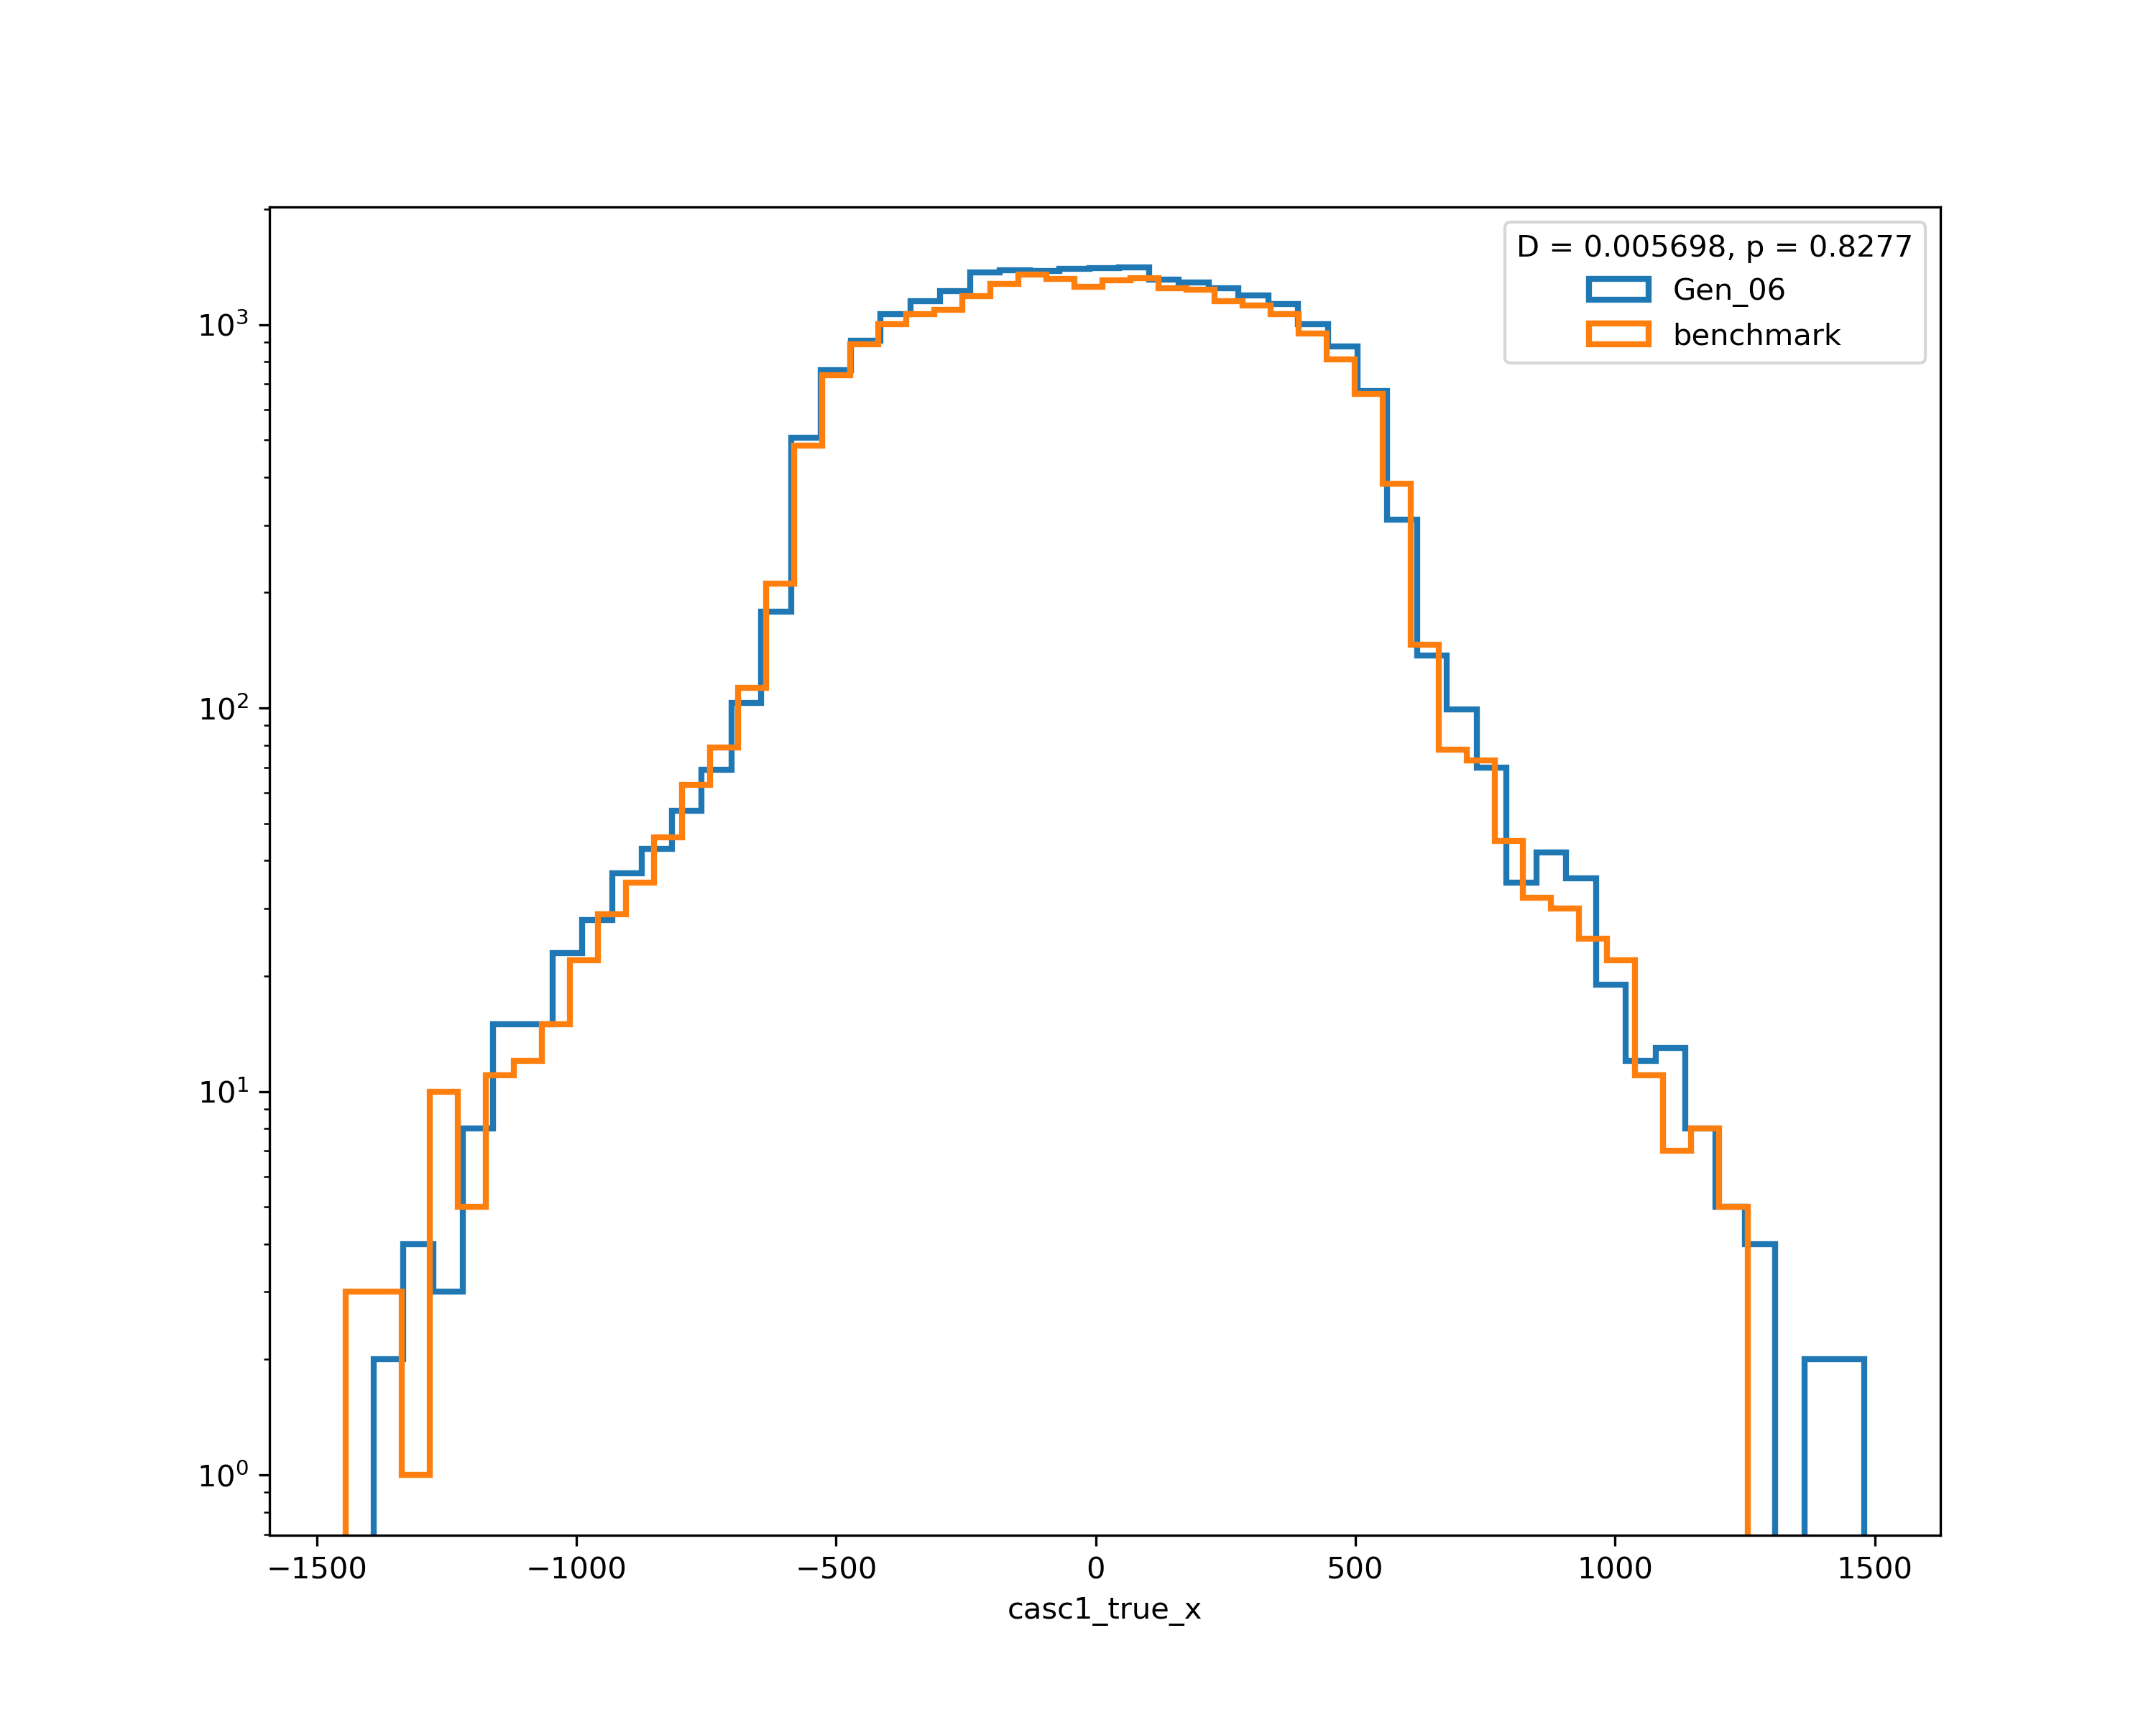 D = 0.005698, p = 0.8277
Gen_06
benchmark
10³
10²
10¹
10⁰
−1500 −1000 −500 0 500 1000 1500
casc1_true_x